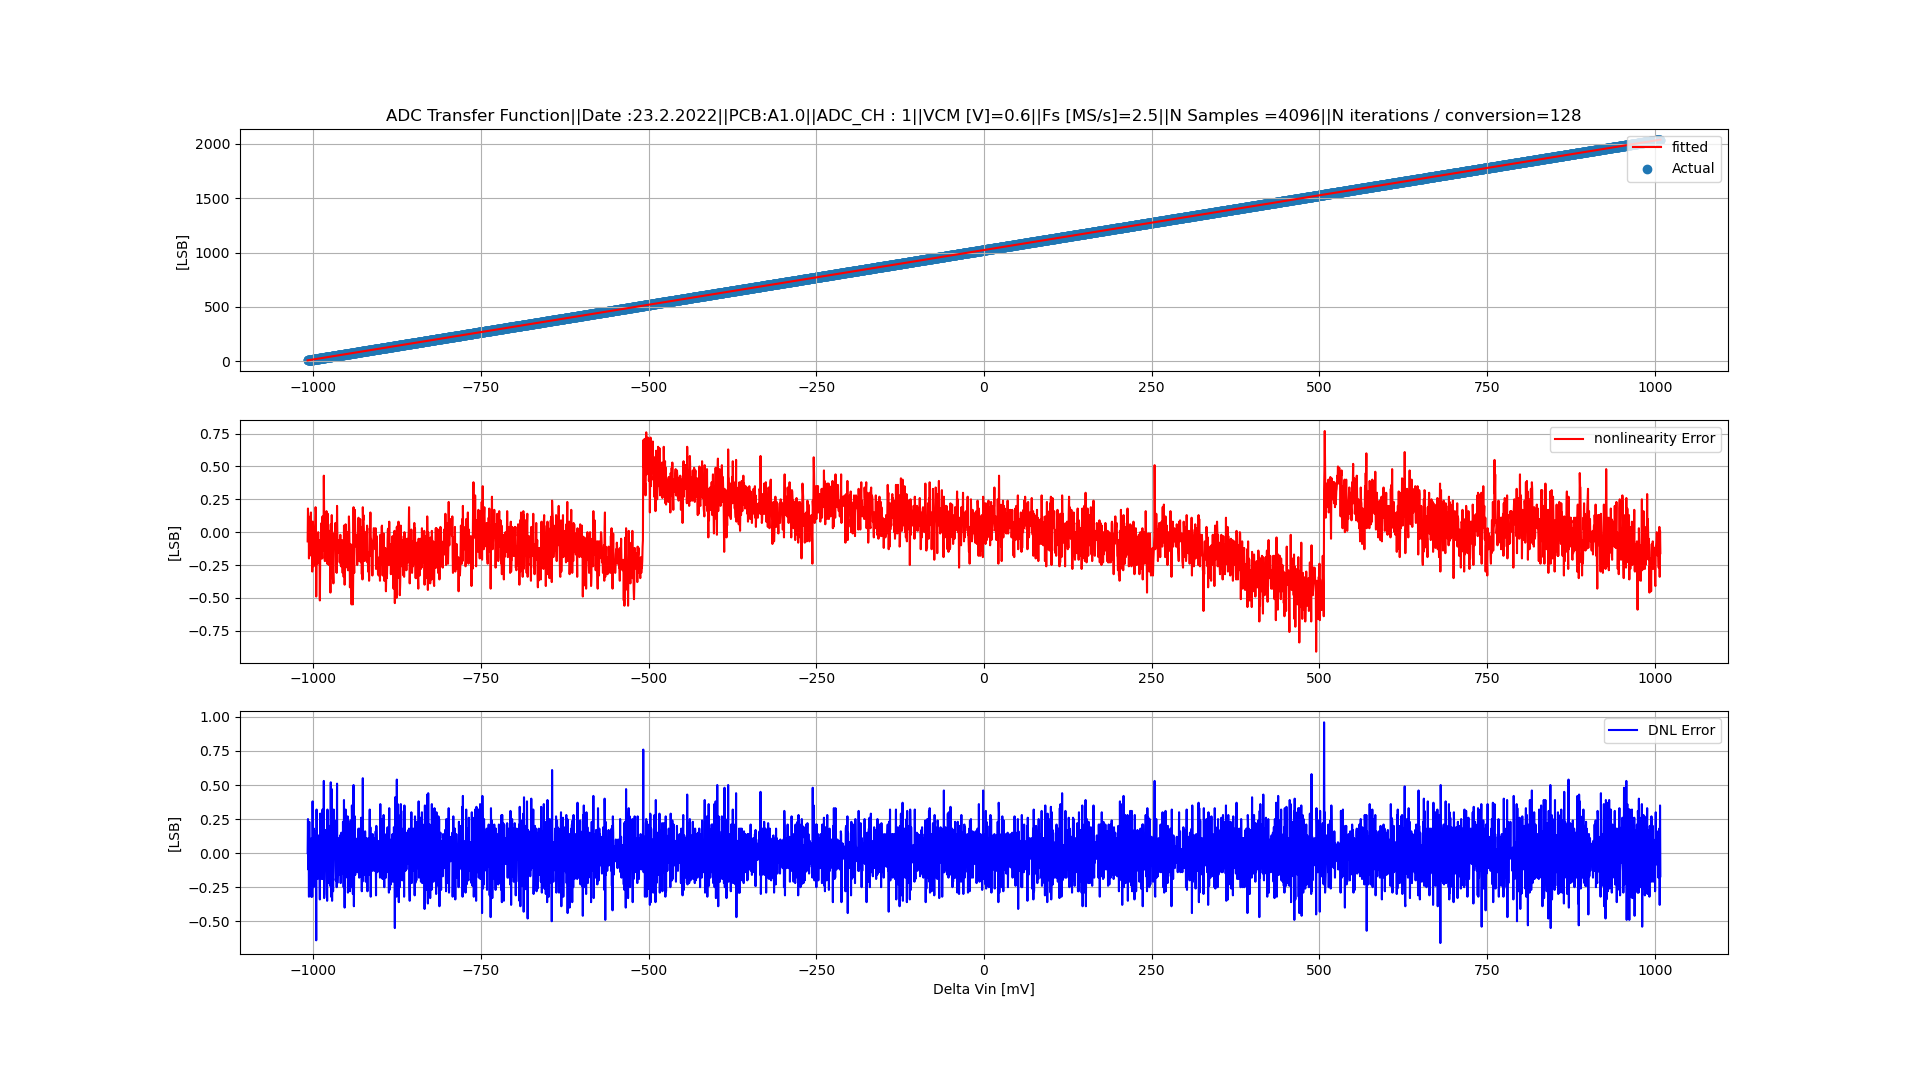 ADC Transfer Function||Date :23.2.2022||PCB:A1.0||ADC_CH : 1||VCM [V]=0.6||Fs [MS/s]=2.5||N Samples =4096||N iterations / conversion=128
[LSB]
2000
1500
1000
500
0
fitted
Actual
−1000 −750 −500 −250 0 250 500 750 1000
[LSB]
0.75
0.50
0.25
0.00
−0.25
−0.50
−0.75
nonlinearity Error
−1000 −750 −500 −250 0 250 500 750 1000
[LSB]
1.00
0.75
0.50
0.25
0.00
−0.25
−0.50
DNL Error
−1000 −750 −500 −250 0 250 500 750 1000
Delta Vin [mV]